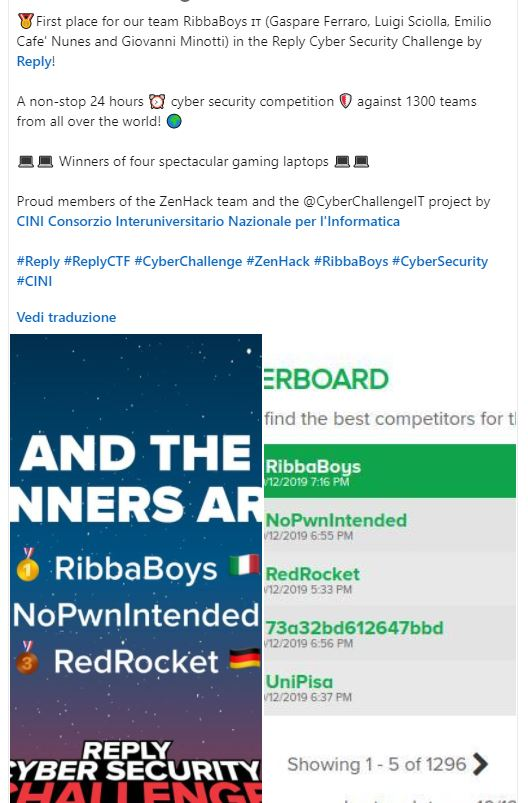 🏅First place for our team RibbaBoys ɪᴛ (Gaspare Ferraro, Luigi Sciolla, Emilio
Cafe’ Nunes and Giovanni Minotti) in the Reply Cyber Security Challenge by
Reply!
A non-stop 24 hours ⏰ cyber security competition 🛡 against 1300 teams
from all over the world! 🌍
💻💻 Winners of four spectacular gaming laptops 💻💻
Proud members of the ZenHack team and the @CyberChallengeIT project by
CINI Consorzio Interuniversitario Nazionale per l'Informatica
#Reply #ReplyCTF #CyberChallenge #ZenHack #RibbaBoys #CyberSecurity
#CINI
Vedi traduzione
AND THE
NNERS AR
🥇 RibbaBoys 🇮🇹
NoPwnIntended
🥉 RedRocket 🇩🇪
REPLY
CYBER SECURITY
CHALLENGE
ERBOARD
find the best competitors for t
RibbaBoys
/12/2019 7:16 PM
NoPwnIntended
/12/2019 6:55 PM
RedRocket
/12/2019 5:33 PM
73a32bd612647bbd
/12/2019 6:56 PM
UniPisa
/12/2019 6:37 PM
Showing 1 - 5 of 1296